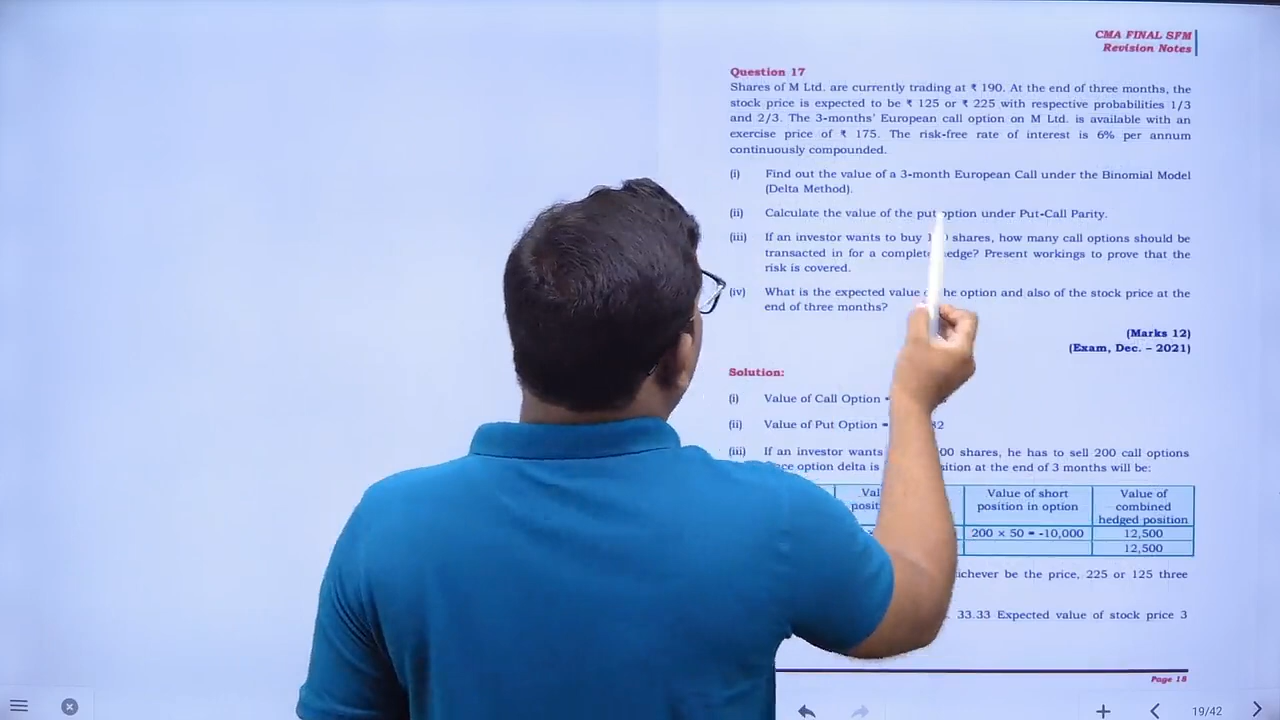 CMA FINAL SFM
Revision Notes
Question 17
Shares of M Ltd. are currently trading at ₹ 190. At the end of three months, the
stock price is expected to be ₹ 125 or ₹ 225 with respective probabilities 1/3
and 2/3. The 3-months' European call option on M Ltd. is available with an
exercise price of ₹ 175. The risk-free rate of interest is 6% per annum
continuously compounded.
(i) Find out the value of a 3-month European Call under the Binomial Model
(Delta Method).
(ii) Calculate the value of the put option under Put-Call Parity.
(iii) If an investor wants to buy shares, how many call options should be
transacted in for a complete hedge? Present workings to prove that the
risk is covered.
(iv) What is the expected value the option and also of the stock price at the
end of three months?
(Marks 12)
(Exam, Dec. – 2021)
Solution:
(i) Value of Call Option =
(ii) Value of Put Option = 82
(iii) If an investor wants 00 shares, he has to sell 200 call options
option delta is at the end of 3 months will be:
Value of short
position in option
Value of
combined
hedged position
200 × 50 = -10,000 12,500
12,500
be the price, 225 or 125 three
33.33 Expected value of stock price 3
Page 18
19/42